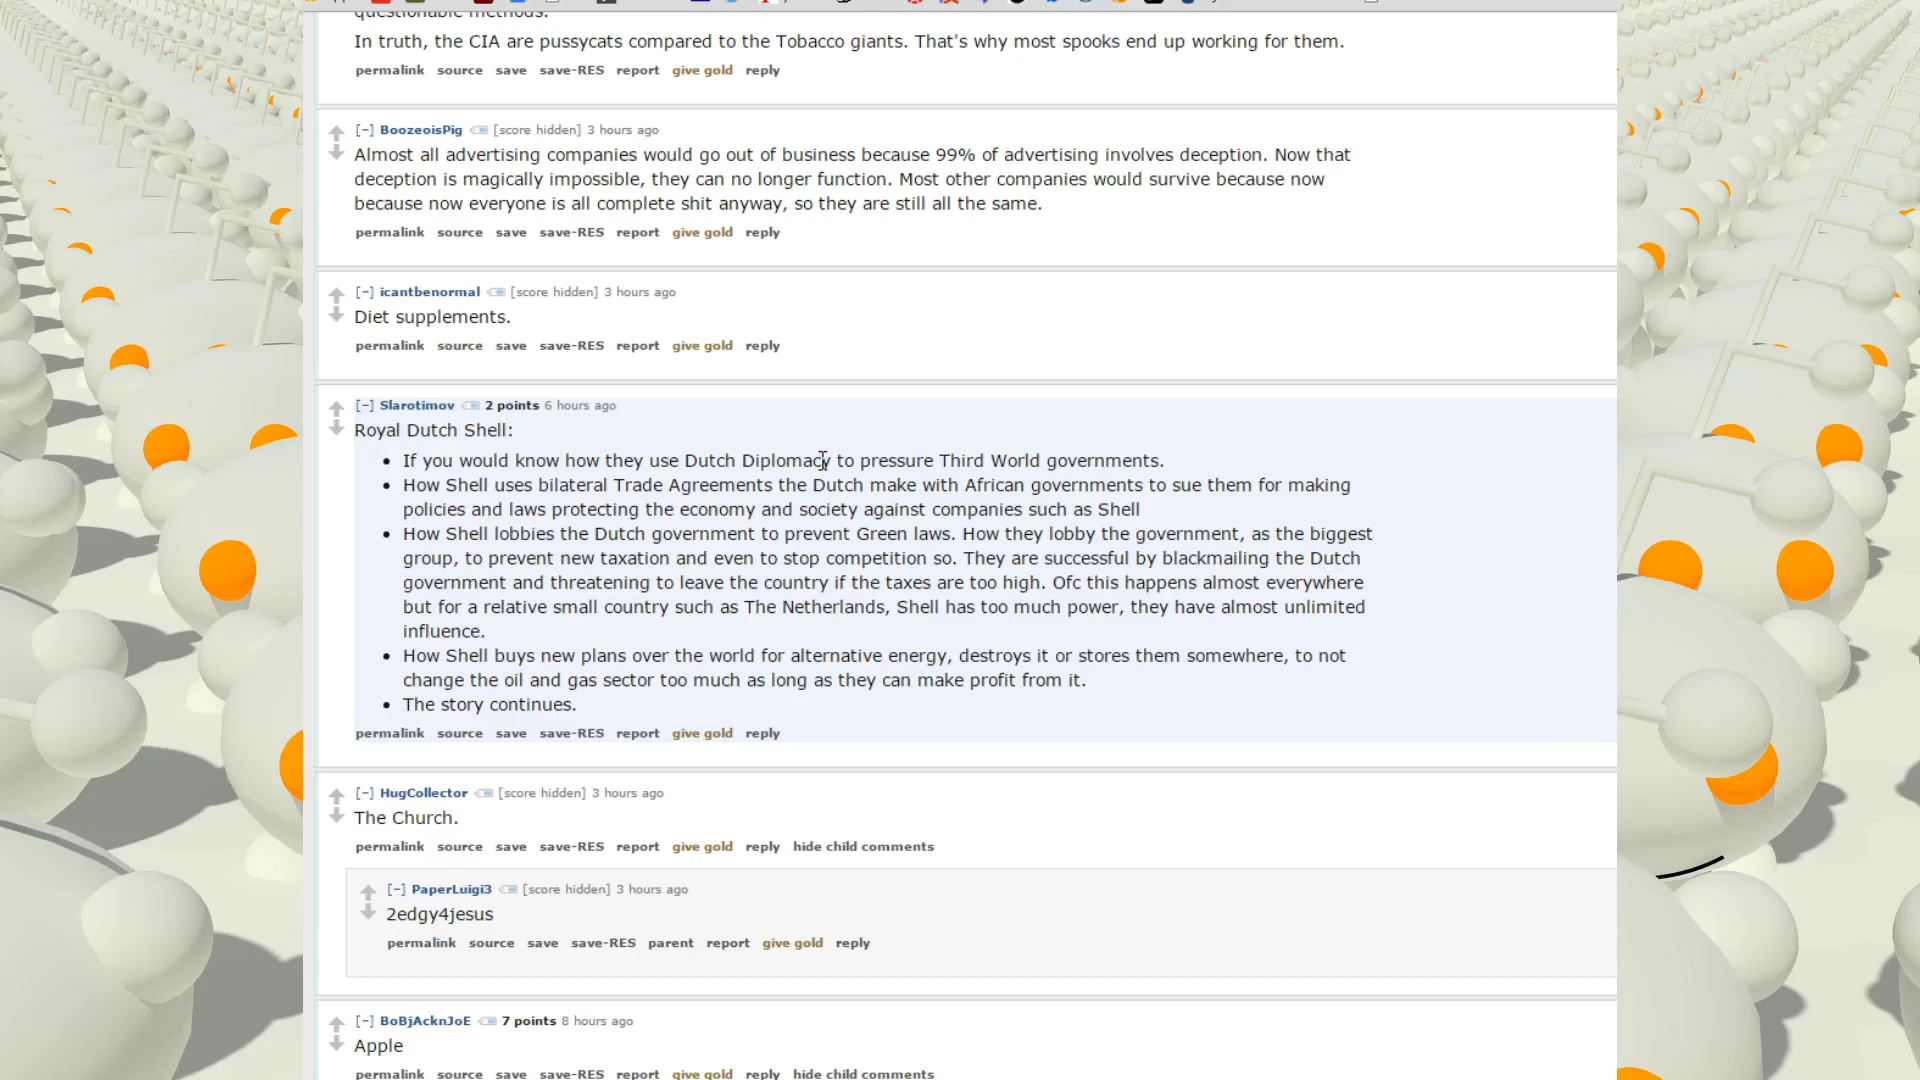 questionable methods.
In truth, the CIA are pussycats compared to the Tobacco giants. That's why most spooks end up working for them.
permalink source save save-RES report give gold reply
[-] BoozeoisPig [score hidden] 3 hours ago
Almost all advertising companies would go out of business because 99% of advertising involves deception. Now that
deception is magically impossible, they can no longer function. Most other companies would survive because now
because now everyone is all complete shit anyway, so they are still all the same.
permalink source save save-RES report give gold reply
[-] icantbenormal [score hidden] 3 hours ago
Diet supplements.
permalink source save save-RES report give gold reply
[-] Slarotimov 2 points 6 hours ago
Royal Dutch Shell:
• If you would know how they use Dutch Diplomacy to pressure Third World governments.
• How Shell uses bilateral Trade Agreements the Dutch make with African governments to sue them for making
policies and laws protecting the economy and society against companies such as Shell
• How Shell lobbies the Dutch government to prevent Green laws. How they lobby the government, as the biggest
group, to prevent new taxation and even to stop competition so. They are successful by blackmailing the Dutch
government and threatening to leave the country if the taxes are too high. Ofc this happens almost everywhere
but for a relative small country such as The Netherlands, Shell has too much power, they have almost unlimited
influence.
• How Shell buys new plans over the world for alternative energy, destroys it or stores them somewhere, to not
change the oil and gas sector too much as long as they can make profit from it.
• The story continues.
permalink source save save-RES report give gold reply
[-] HugCollector [score hidden] 3 hours ago
The Church.
permalink source save save-RES report give gold reply hide child comments
[-] PaperLuigi3 [score hidden] 3 hours ago
2edgy4jesus
permalink source save save-RES parent report give gold reply
[-] BoBjAcknJoE 7 points 8 hours ago
Apple
permalink source save save-RES report give gold reply hide child comments